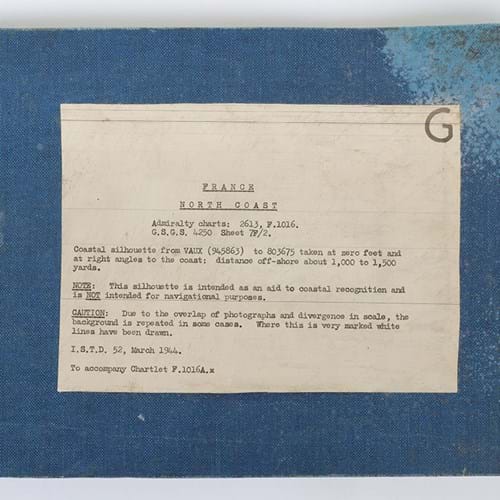 G
FRANCE
NORTH COAST
Admiralty charts: 2613, F.1016.
G.S.G.S. 4250 Sheet 7F/2.
Coastal silhouette from VAUX (945863) to 803675 taken at zero feet and
at right angles to the coast: distance off-shore about 1,000 to 1,500
yards.
NOTE: This silhouette is intended as an aid to coastal recognition and
is NOT intended for navigational purposes.
CAUTION: Due to the overlap of photographs and divergence in scale, the
background is repeated in some cases. Where this is very marked white
lines have been drawn.
I.S.T.D. 52, March 1944.
To accompany Chartlet F.1016A.x